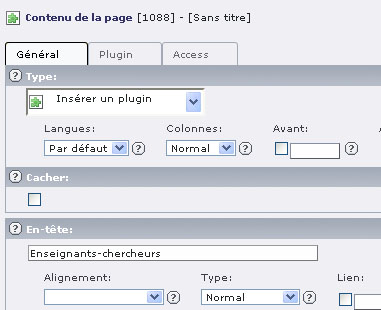 Contenu de la page [1088] - [Sans titre]
Général Plugin Access
Type:
Insérer un plugin
Langues: Colonnes: Avant:
Par défaut Normal
Cacher:
En-tête:
Enseignants-chercheurs
Alignement: Type: Lien:
Normal